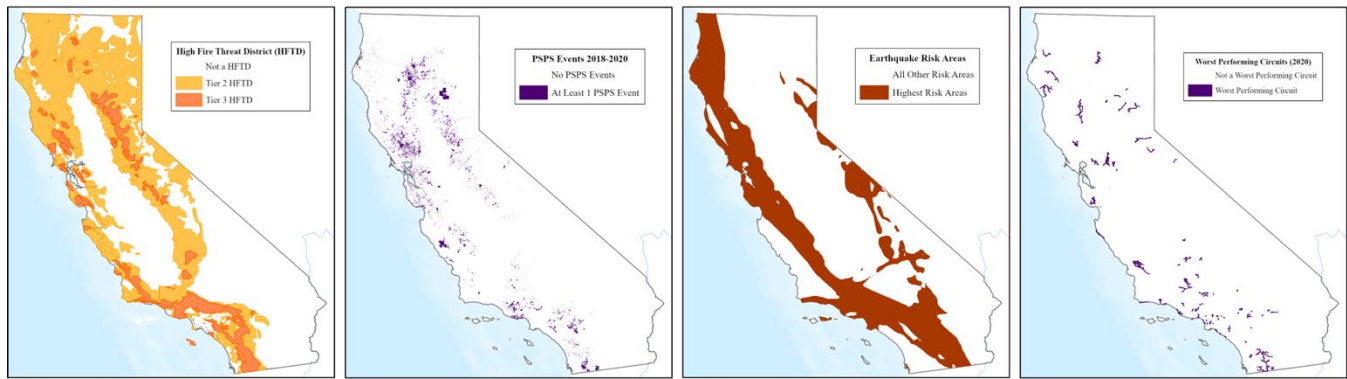 High Fire Threat District (HFTD)
Not a HFTD
Tier 2 HFTD
Tier 3 HFTD
PSPS Events 2018-2020
No PSPS Events
At Least 1 PSPS Event
Earthquake Risk Areas
All Other Risk Areas
Highest Risk Areas
Worst Performing Circuits (2020)
Not a Worst Performing Circuit
Worst Performing Circuit